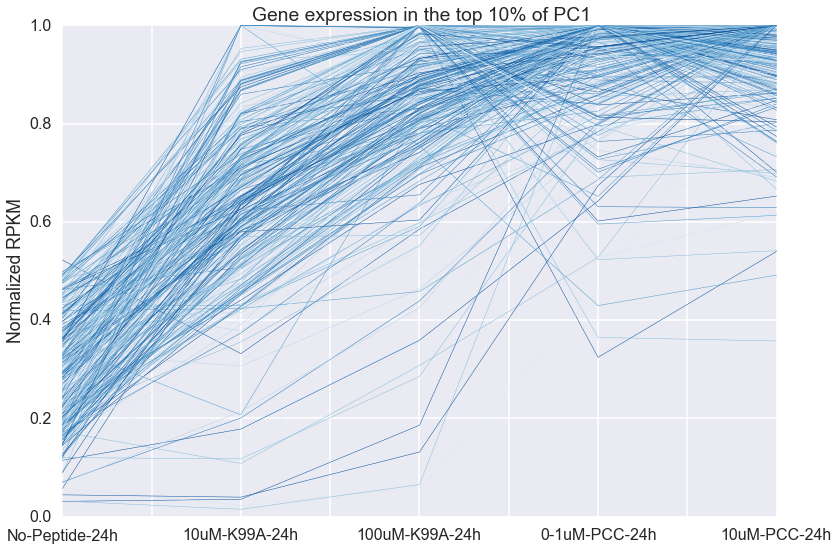 Gene expression in the top 10% of PC1
1.0
0.8
0.6
0.4
0.2
0.0
Normalized RPKM
No-Peptide-24h 10uM-K99A-24h 100uM-K99A-24h 0-1uM-PCC-24h 10uM-PCC-24h